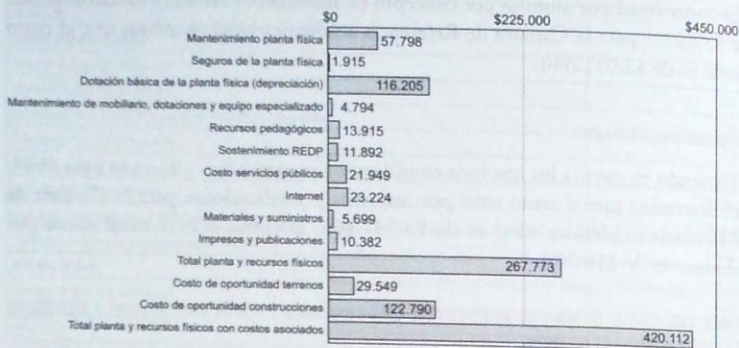 $0 $225.000 $450.000
Mantenimiento planta física 57.798
Seguros de la planta física 1.915
Dotación básica de la planta física (depreciación) 116.205
Mantenimiento de mobiliario, dotaciones y equipo especializado 4.794
Recursos pedagógicos 13.915
Sostenimiento REDP 11.892
Costo servicios públicos 21.949
Internet 23.224
Materiales y suministros 5.699
Impresos y publicaciones 10.382
Total planta y recursos físicos 267.773
Costo de oportunidad terrenos 29.549
Costo de oportunidad construcciones 122.790
Total planta y recursos físicos con costos asociados 420.112